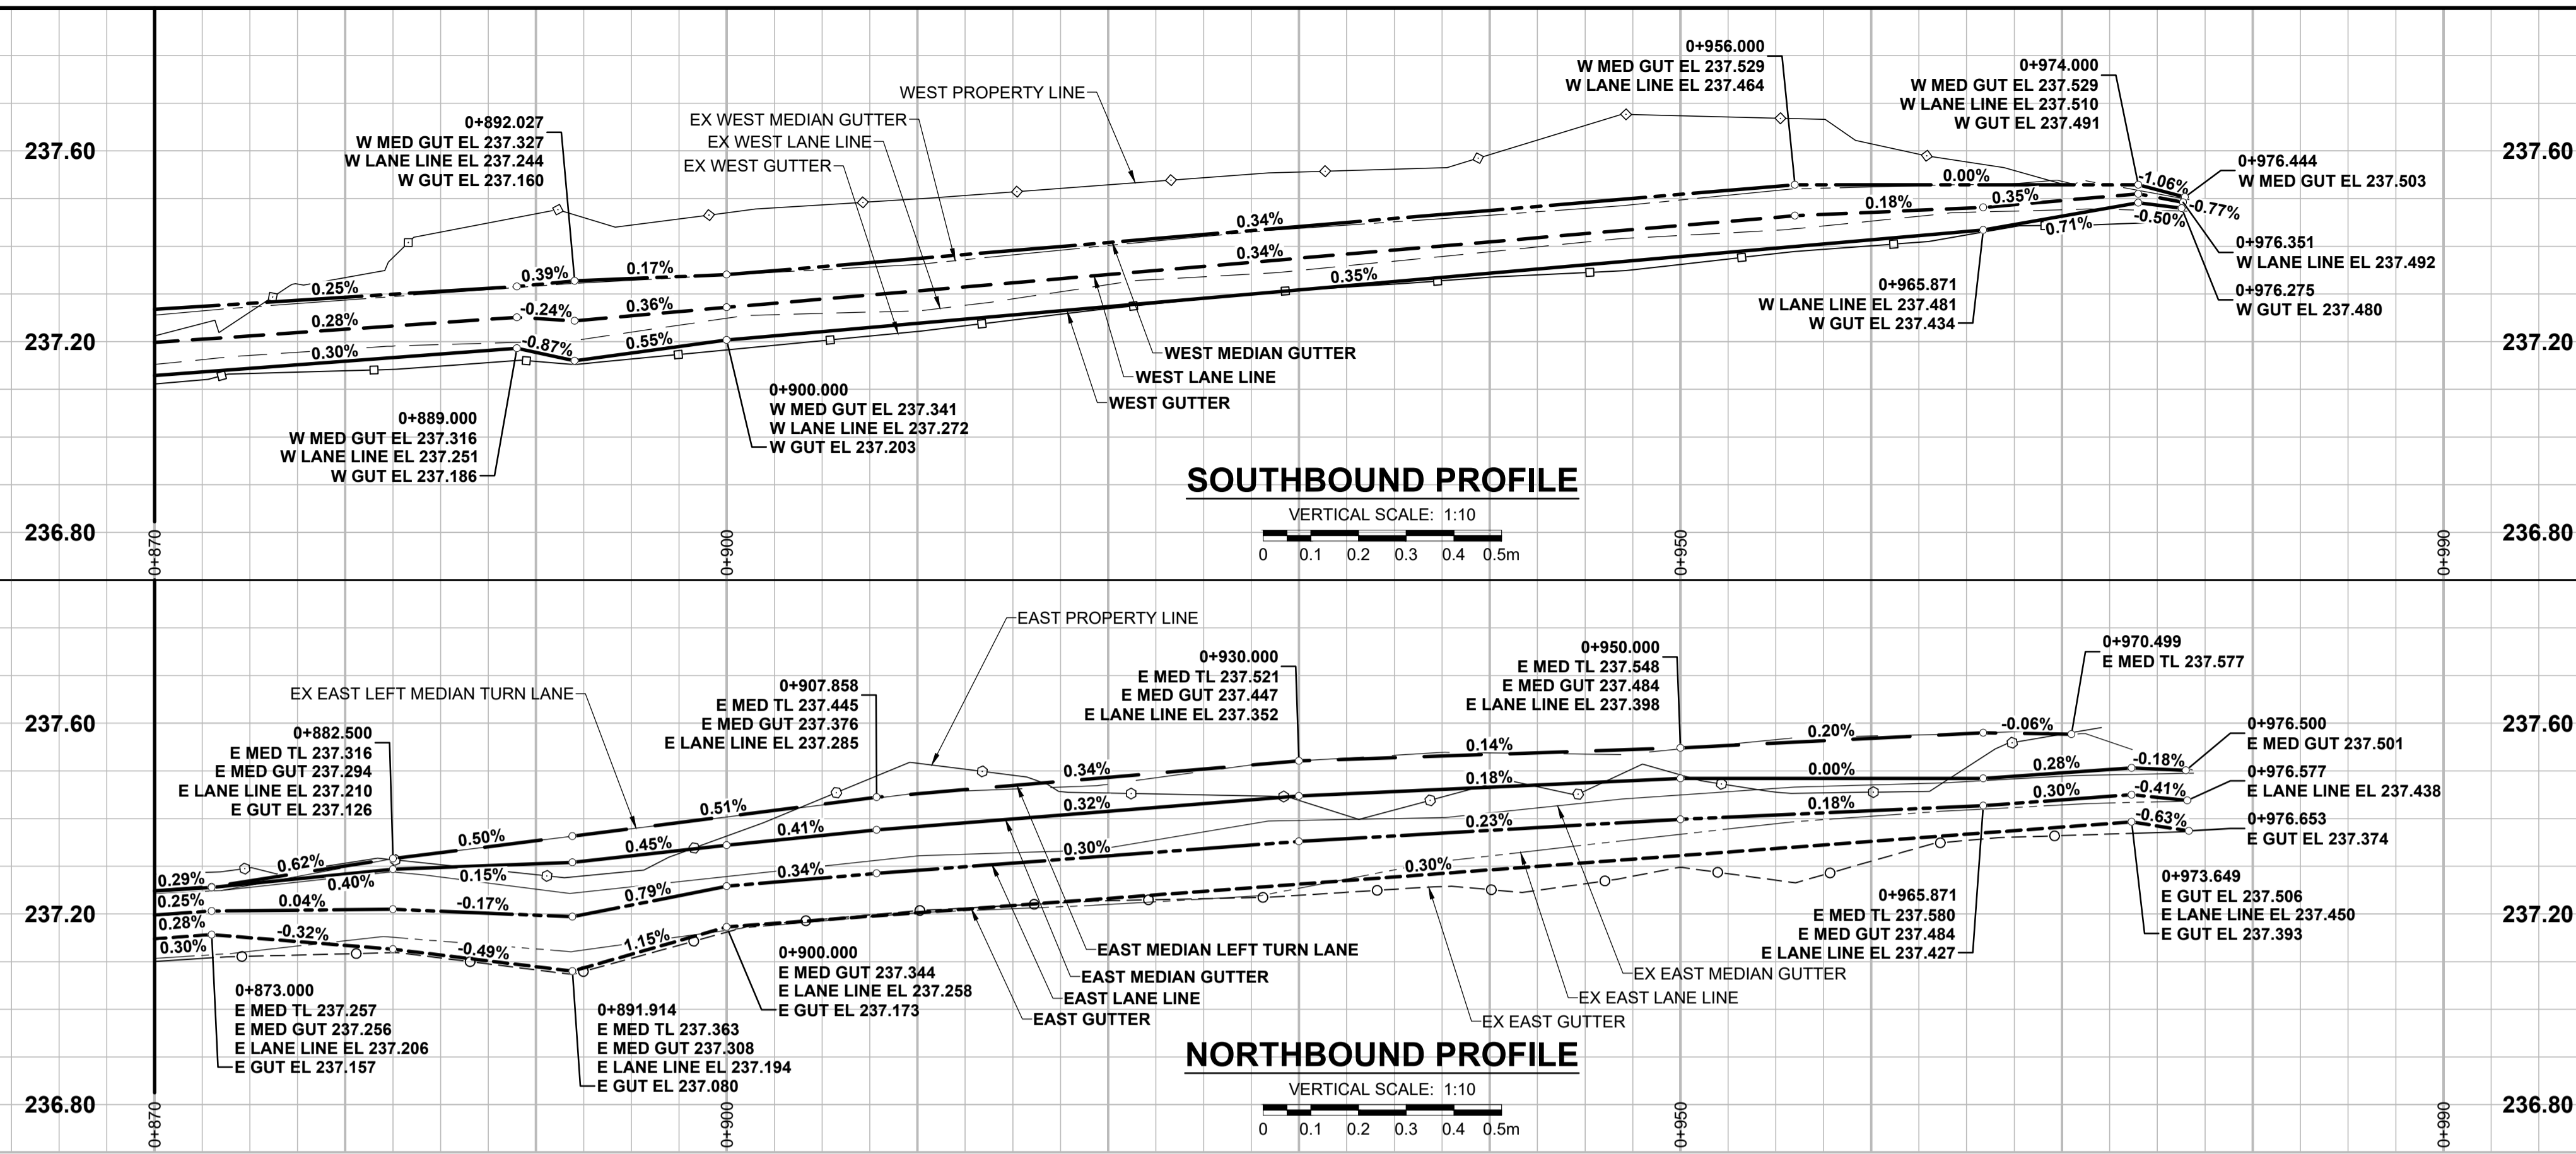 0+956.000
W MED GUT EL 237.529
W LANE LINE EL 237.464
0+974.000
W MED GUT EL 237.529
W LANE LINE EL 237.510
W GUT EL 237.491
WEST PROPERTY LINE
EX WEST MEDIAN GUTTER
EX WEST LANE LINE
EX WEST GUTTER
0+892.027
W MED GUT EL 237.327
W LANE LINE EL 237.244
W GUT EL 237.160
237.60
237.60
0+976.444
W MED GUT EL 237.503
0.00%
-1.06%
0.18%
0.35%
-0.77%
0.34%
0.71%
-0.50%
0.34%
0.17%
0.39%
0.25%
0.35%
0+976.351
W LANE LINE EL 237.492
0+976.275
W GUT EL 237.480
0+965.871
W LANE LINE EL 237.481
W GUT EL 237.434
-0.24%
0.36%
0.28%
-0.87%
0.55%
0.30%
237.20
237.20
WEST MEDIAN GUTTER
WEST LANE LINE
WEST GUTTER
0+900.000
W MED GUT EL 237.341
W LANE LINE EL 237.272
W GUT EL 237.203
0+889.000
W MED GUT EL 237.316
W LANE LINE EL 237.251
W GUT EL 237.186
SOUTHBOUND PROFILE
VERTICAL SCALE: 1:10
0 0.1 0.2 0.3 0.4 0.5m
236.80
236.80
0+870
0+900
0+950
0+990
EAST PROPERTY LINE
0+970.499
E MED TL 237.577
0+950.000
E MED TL 237.548
E MED GUT 237.484
E LANE LINE EL 237.398
0+930.000
E MED TL 237.521
E MED GUT 237.447
E LANE LINE EL 237.352
0+907.858
E MED TL 237.445
E MED GUT 237.376
E LANE LINE EL 237.285
EX EAST LEFT MEDIAN TURN LANE
0+882.500
E MED TL 237.316
E MED GUT 237.294
E LANE LINE EL 237.210
E GUT EL 237.126
237.60
237.60
0+976.500
E MED GUT 237.501
0+976.577
E LANE LINE EL 237.438
0+976.653
E GUT EL 237.374
0.29%
0.62%
0.50%
0.51%
0.34%
0.14%
0.20%
-0.06%
0.25%
0.40%
0.15%
0.45%
0.41%
0.32%
0.18%
0.00%
0.28%
-0.18%
0.28%
0.04%
-0.17%
0.79%
0.34%
0.30%
0.23%
0.18%
0.30%
-0.41%
0.30%
-0.32%
-0.49%
1.15%
0.30%
-0.63%
237.20
237.20
0+973.649
E GUT EL 237.506
E LANE LINE EL 237.450
E GUT EL 237.393
0+965.871
E MED TL 237.580
E MED GUT 237.484
E LANE LINE EL 237.427
EAST MEDIAN LEFT TURN LANE
EAST MEDIAN GUTTER
EAST LANE LINE
EAST GUTTER
EX EAST MEDIAN GUTTER
EX EAST LANE LINE
EX EAST GUTTER
0+900.000
E MED GUT 237.344
E LANE LINE EL 237.258
E GUT EL 237.173
0+873.000
E MED TL 237.257
E MED GUT 237.256
E LANE LINE EL 237.206
E GUT EL 237.157
0+891.914
E MED TL 237.363
E MED GUT 237.308
E LANE LINE EL 237.194
E GUT EL 237.080
NORTHBOUND PROFILE
VERTICAL SCALE: 1:10
0 0.1 0.2 0.3 0.4 0.5m
236.80
236.80
0+870
0+900
0+950
0+990